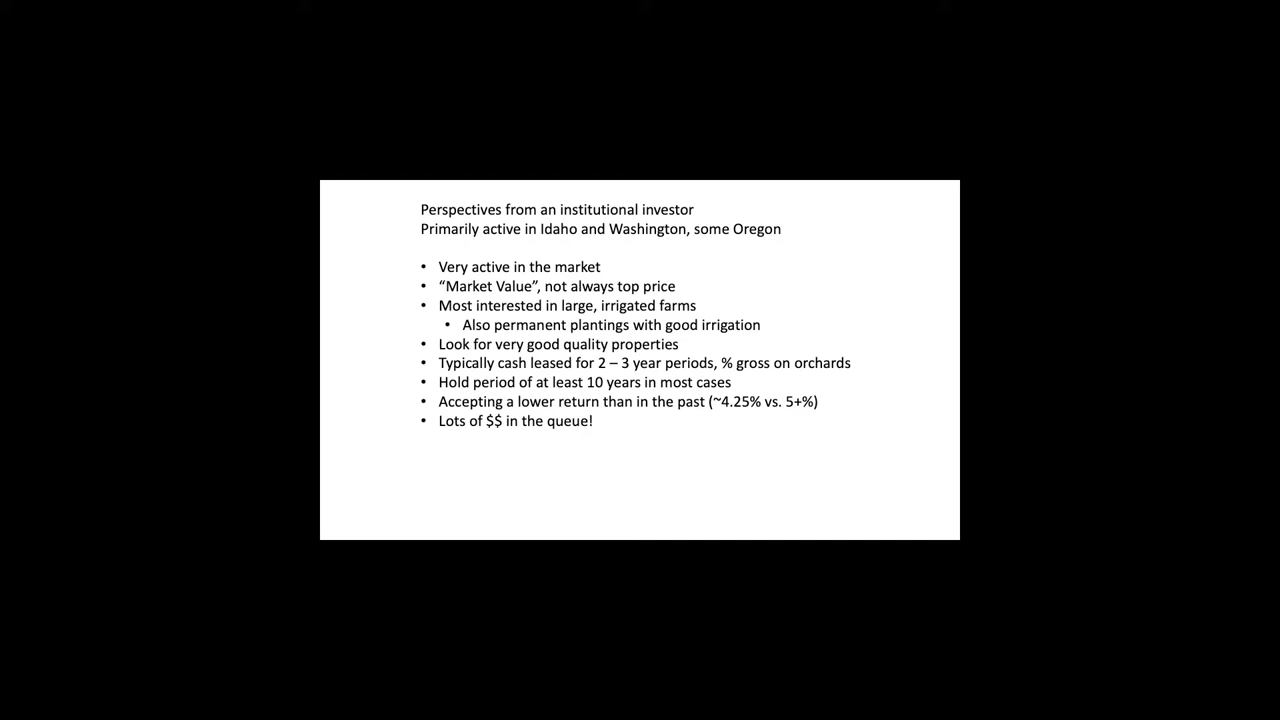 Perspectives from an institutional investor
Primarily active in Idaho and Washington, some Oregon
• Very active in the market
• “Market Value”, not always top price
• Most interested in large, irrigated farms
• Also permanent plantings with good irrigation
• Look for very good quality properties
• Typically cash leased for 2 – 3 year periods, % gross on orchards
• Hold period of at least 10 years in most cases
• Accepting a lower return than in the past (~4.25% vs. 5+%)
• Lots of $$ in the queue!